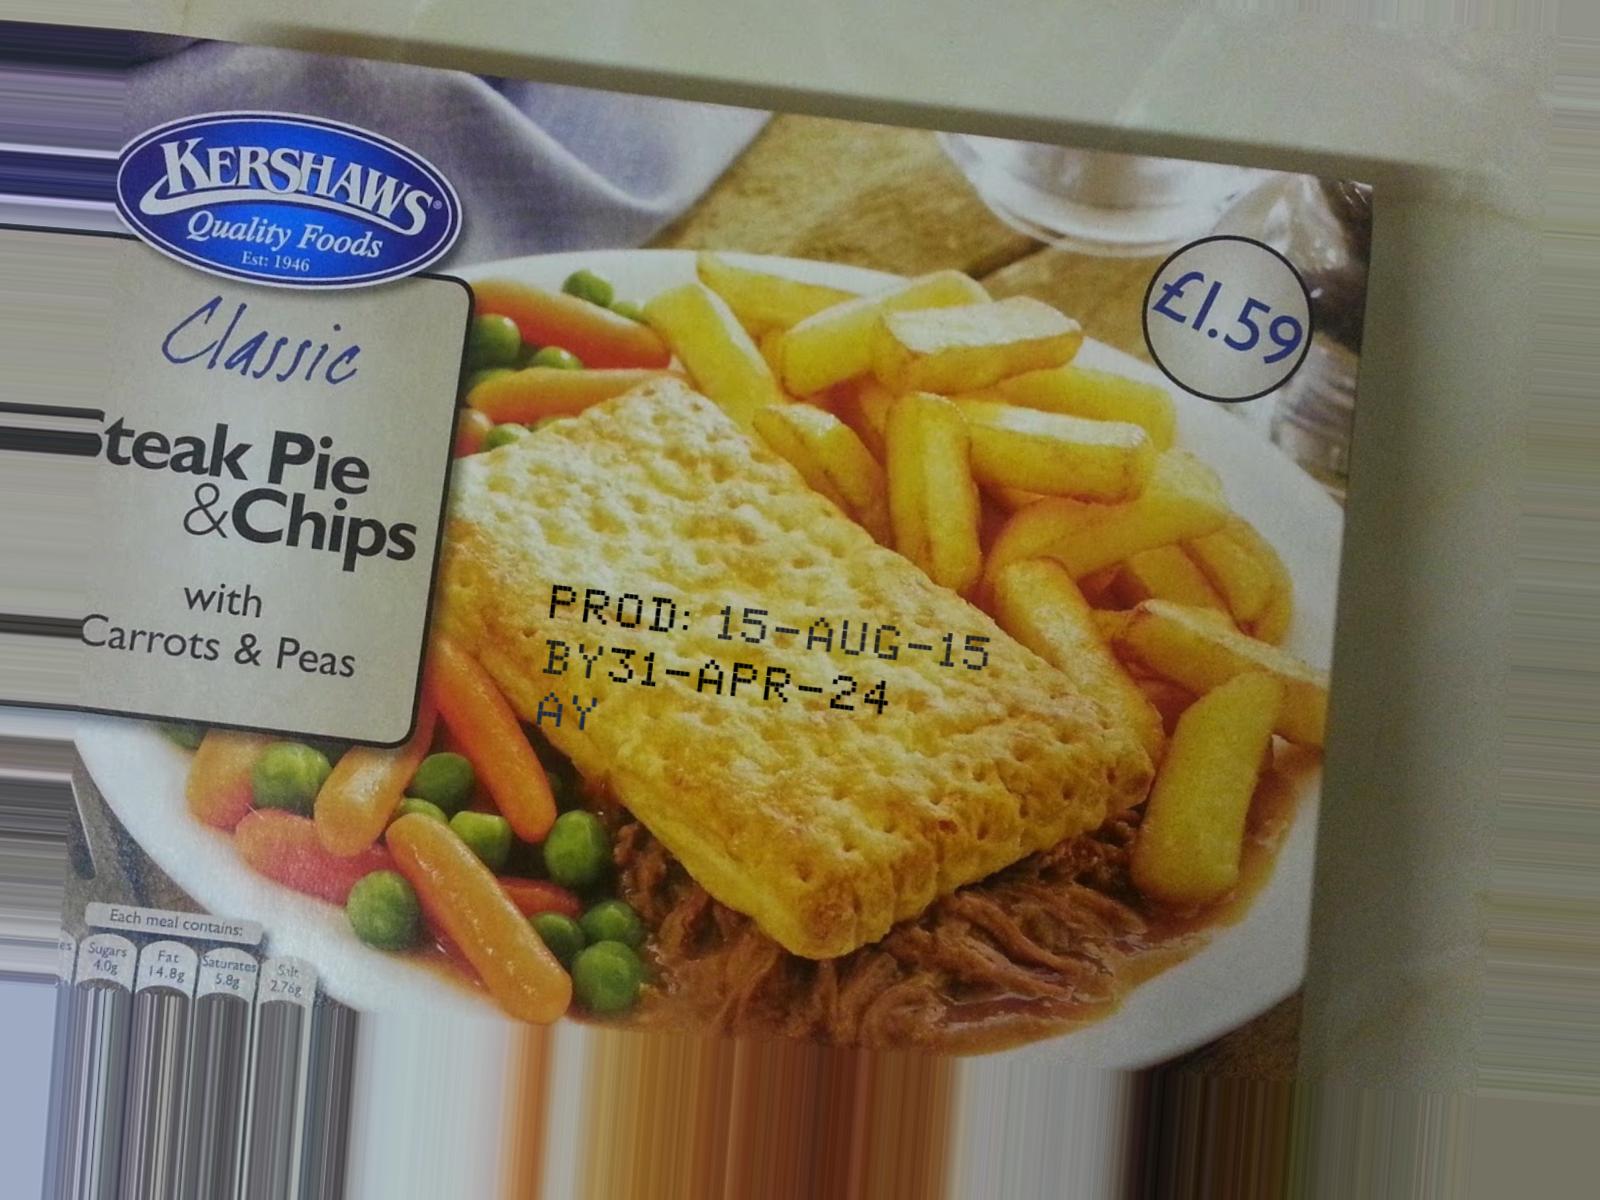 KERSHAWS®
Quality Foods
Est: 1946
Classic
Steak Pie
&Chips
with
Carrots & Peas
£1.59
PROD: 15-AUG-15
BY31-APR-24
AY
Each meal contains:
Sugars
4.0g
Fat
14.8g
Saturates
5.8g
Salt
2.76g